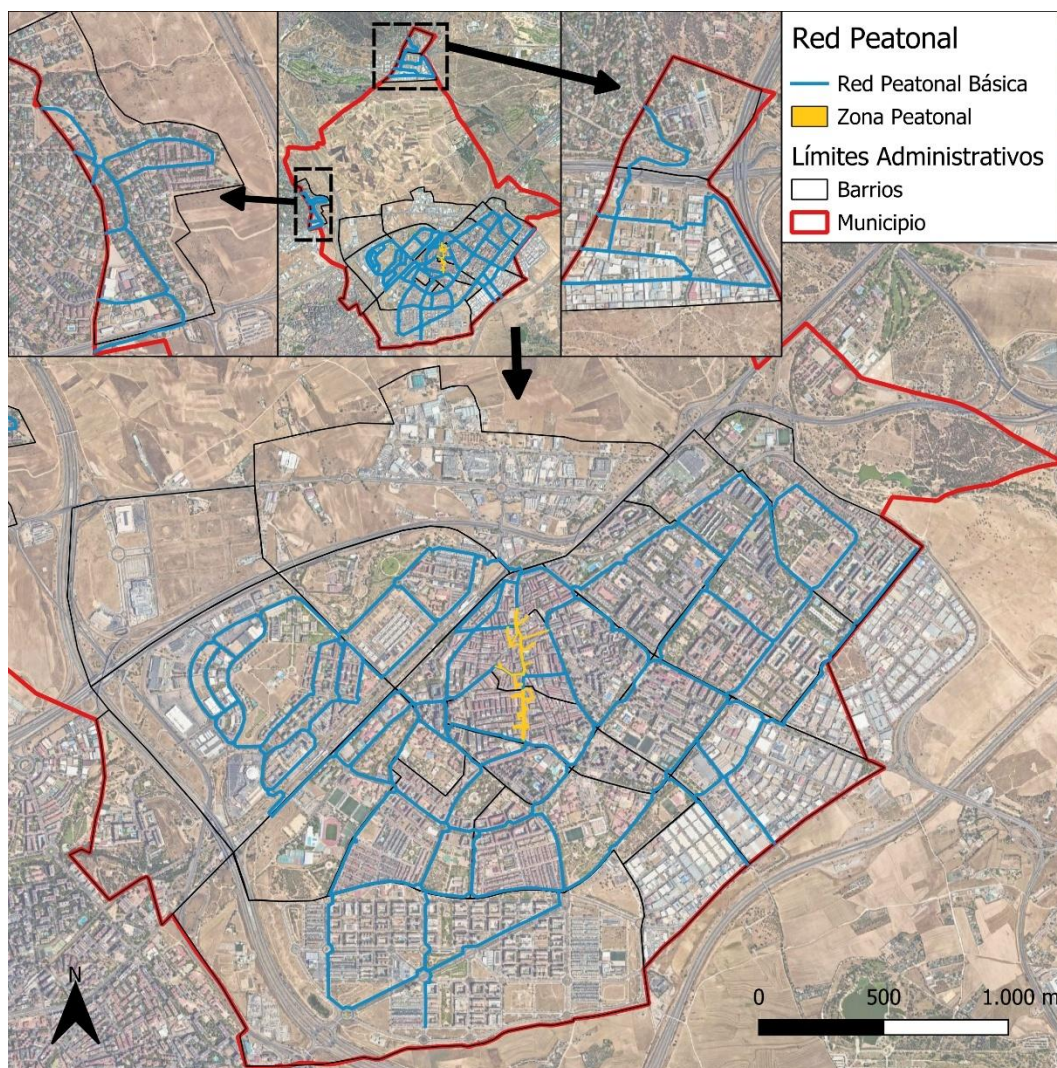 Red Peatonal
Red Peatonal Básica
Zona Peatonal
Límites Administrativos
Barrios
Municipio
N
0 500 1.000 m